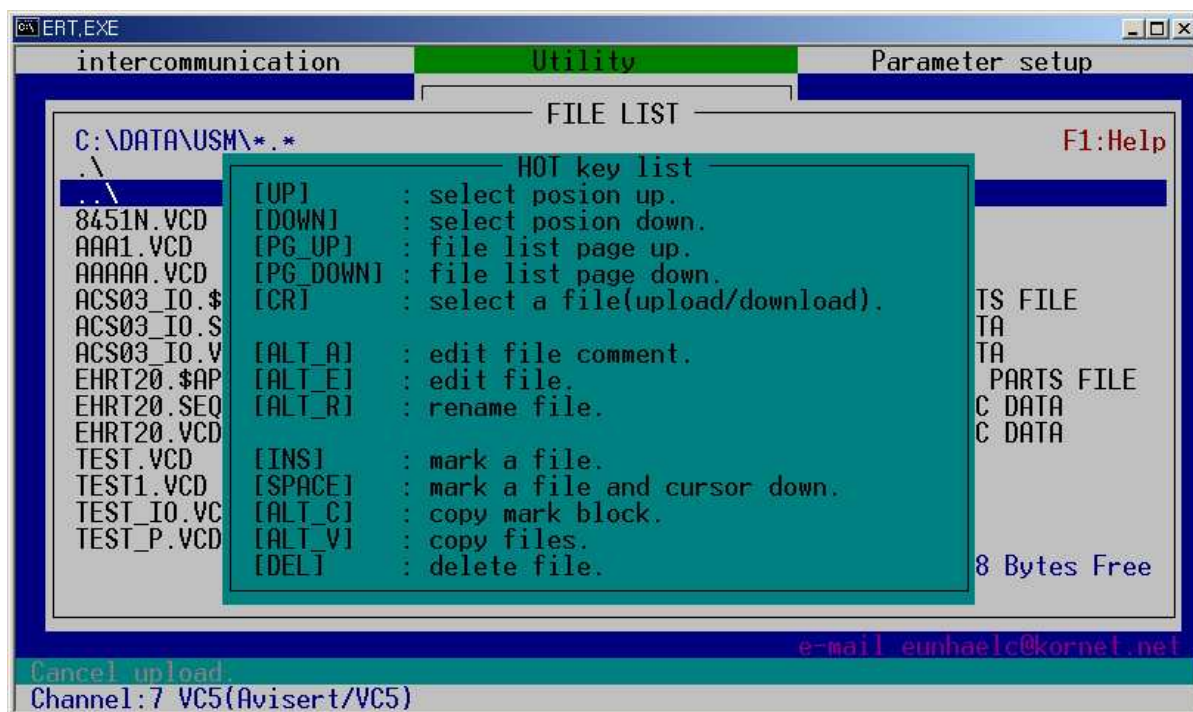 ERT.EXE
intercommunication Utility Parameter setup
FILE LIST
C:\DATA\USM\*.* F1:Help
.\ HOT key list
..\ [UP] : select posion up.
8451N.VCD [DOWN] : select posion down.
AAA1.VCD [PG_UP] : file list page up.
AAAAA.VCD [PG_DOWN] : file list page down.
ACS03_IO.$ [CR] : select a file(upload/download). TS FILE
ACS03_IO.S TA
ACS03_IO.V [ALT_A] : edit file comment. TA
EHRT20.$AP [ALT_E] : edit file. PARTS FILE
EHRT20.SEQ [ALT_R] : rename file. C DATA
EHRT20.VCD C DATA
TEST.VCD [INS] : mark a file.
TEST1.VCD [SPACE] : mark a file and cursor down.
TEST_IO.VC [ALT_C] : copy mark block.
TEST_P.VCD [ALT_V] : copy files.
[DEL] : delete file. 8 Bytes Free
e-mail eunhaelc@kornet.net
Cancel upload.
Channel:7 VC5(Avisert/VC5)